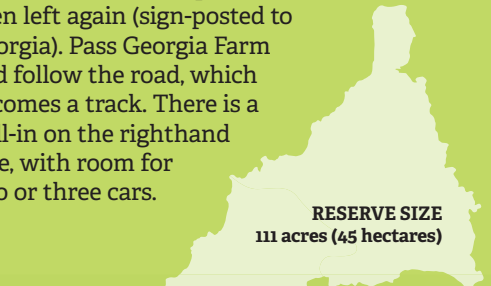 en left again (sign-posted to
orgia). Pass Georgia Farm
d follow the road, which
comes a track. There is a
ll-in on the righthand
e, with room for
o or three cars.
RESERVE SIZE
111 acres (45 hectares)